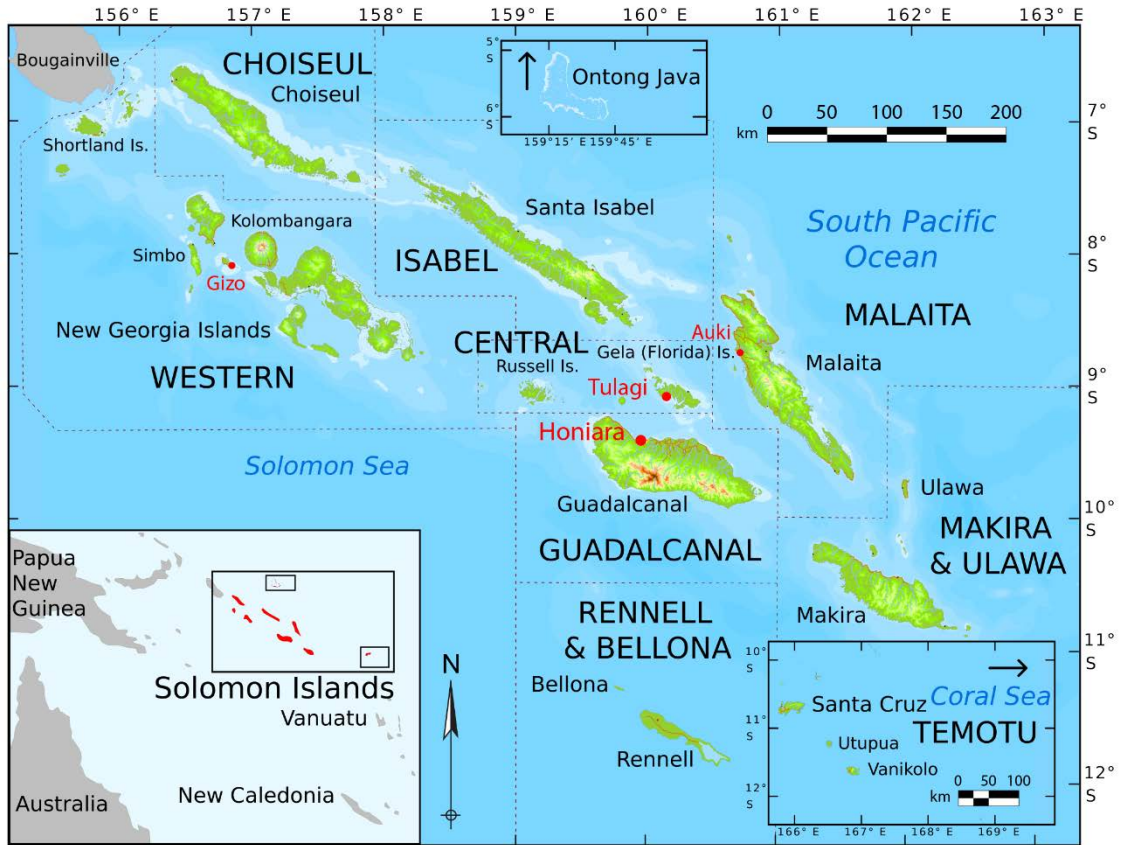 156° E
157° E
158° E
159° E
160° E
161° E
162° E
163° E
Bougainville
CHOISEUL
Choiseul
5°
S
Ontong Java
6°
S
159°15´ E 159°45´ E
0 50 100 150 200
km
7°
S
Shortland Is.
Santa Isabel
Kolombangara
South Pacific
Ocean
Simbo
ISABEL
8°
S
Gizo
New Georgia Islands
MALAITA
Auki
CENTRAL
Gela (Florida) Is.
Malaita
Russell Is.
WESTERN
Tulagi
9°
S
Honiara
Solomon Sea
Ulawa
Guadalcanal
10°
S
GUADALCANAL
MAKIRA
& ULAWA
Papua
New
Guinea
RENNELL
& BELLONA
Makira
11°
S
Solomon Islands
Vanuatu
N
Bellona
Rennell
10°
S
Santa Cruz
Coral Sea
TEMOTU
11°
S
Utupua
Vanikolo
12°
S
0 50 100
km
166° E
167° E
168° E
169° E
12°
S
New Caledonia
Australia